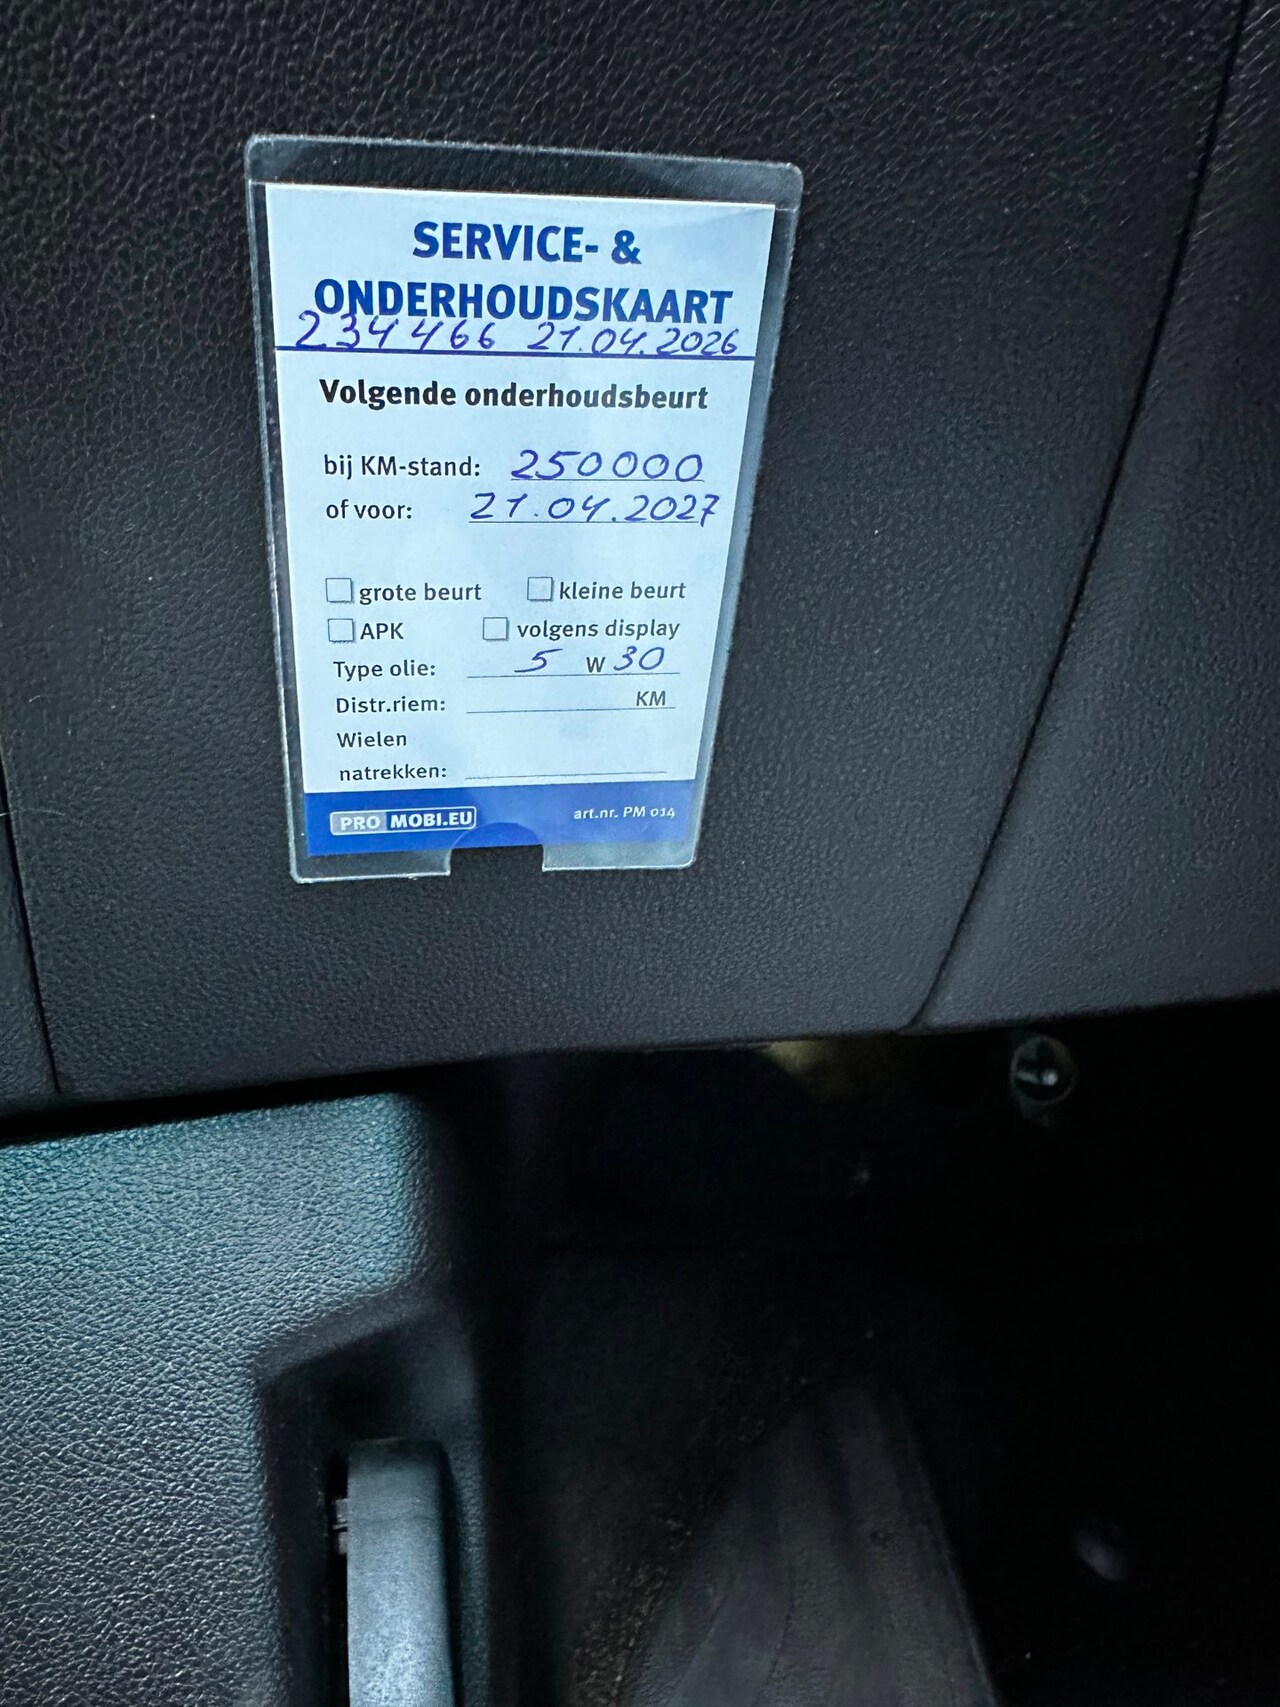 SERVICE- &
ONDERHOUDSKAART
234466 21.04.2026
Volgende onderhoudsbeurt
bij KM-stand: 250000
of voor: 21.04.2027
grote beurt kleine beurt
APK volgens display
Type olie: 5 W 30
Distr.riem: KM
Wielen
natrekken:
PRO MOBI.EU art.nr. PM 014